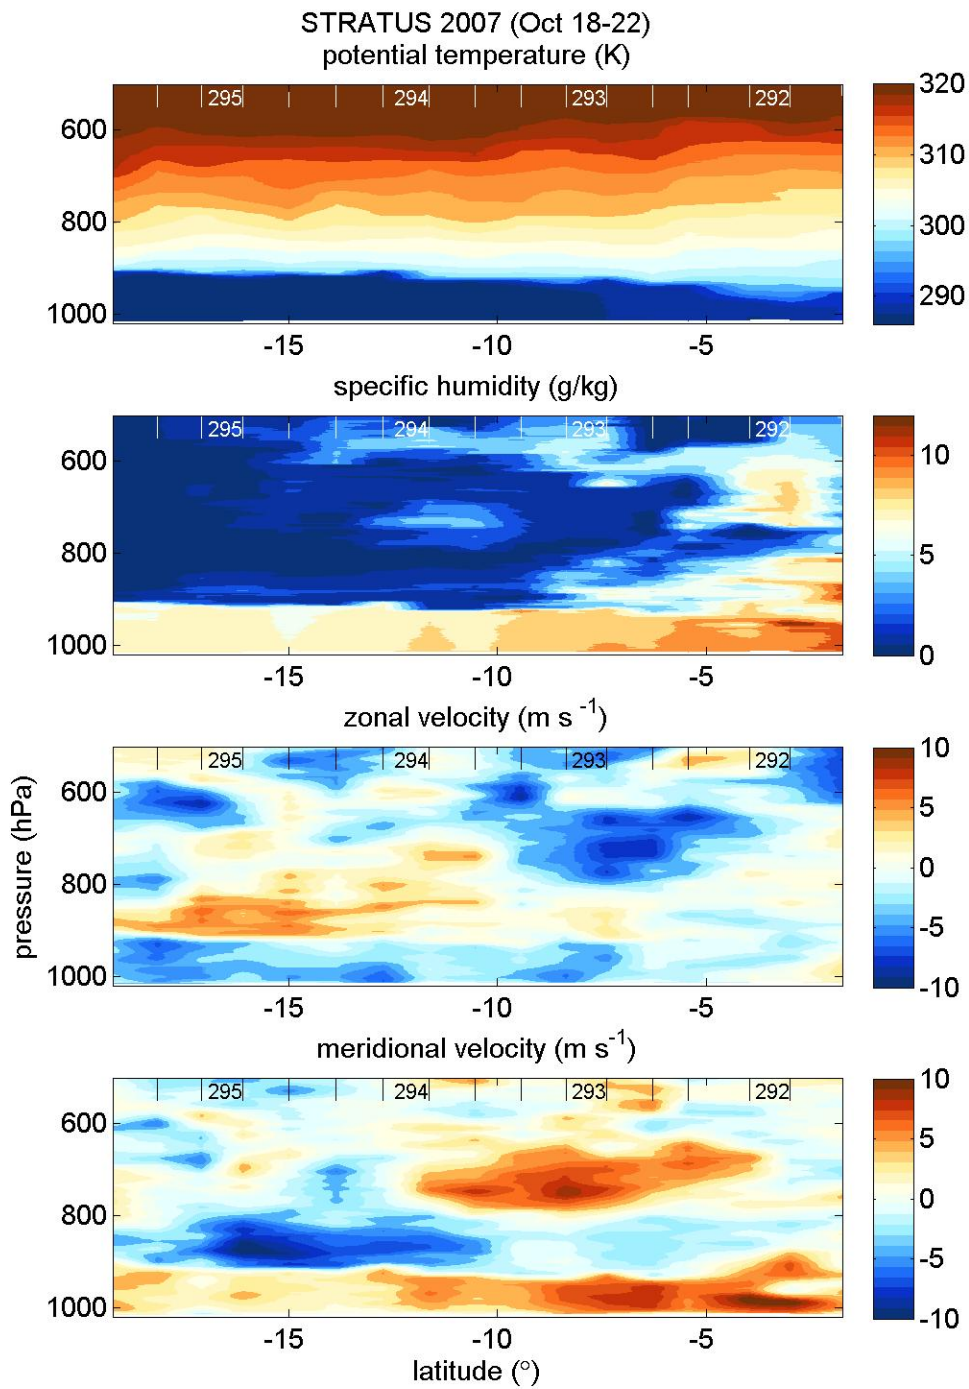 STRATUS 2007 (Oct 18-22)
potential temperature (K)
295 294 293 292
600
800
1000
-15 -10 -5
320
310
300
290
specific humidity (g/kg)
295 294 293 292
600
800
1000
-15 -10 -5
10
5
0
zonal velocity (m s -1)
295 294 293 292
600
800
1000
-15 -10 -5
10
5
0
-5
-10
pressure (hPa)
meridional velocity (m s-1)
295 294 293 292
600
800
1000
-15 -10 -5
10
5
0
-5
-10
latitude (°)